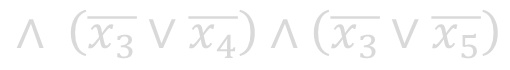 ∧ (x̅₃ ∨ x̅₄) ∧ (x̅₃ ∨ x̅₅)